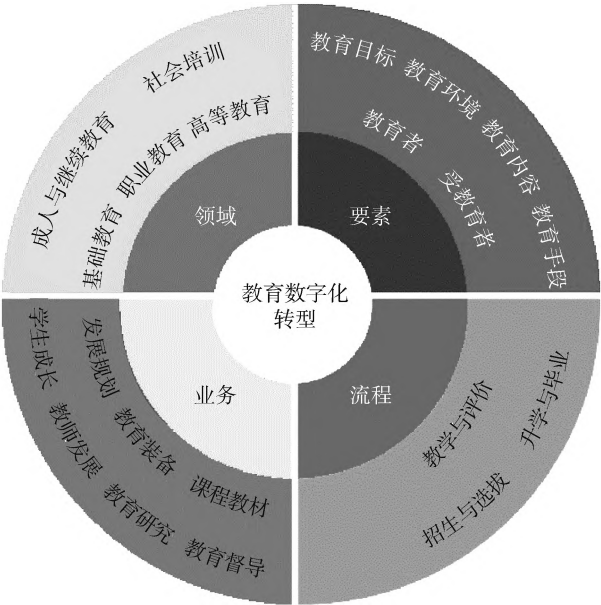 教育数字化
转型
领域
社会培训
成人与继续教育
基础教育
职业教育
高等教育
要素
教育目标
教育环境
教育内容
教育手段
教育者
受教育者
业务
发展规划
教育装备
课程教材
学生成长
教师发展
教育研究
教育督导
流程
教学与评价
招生与选拔
升学与毕业